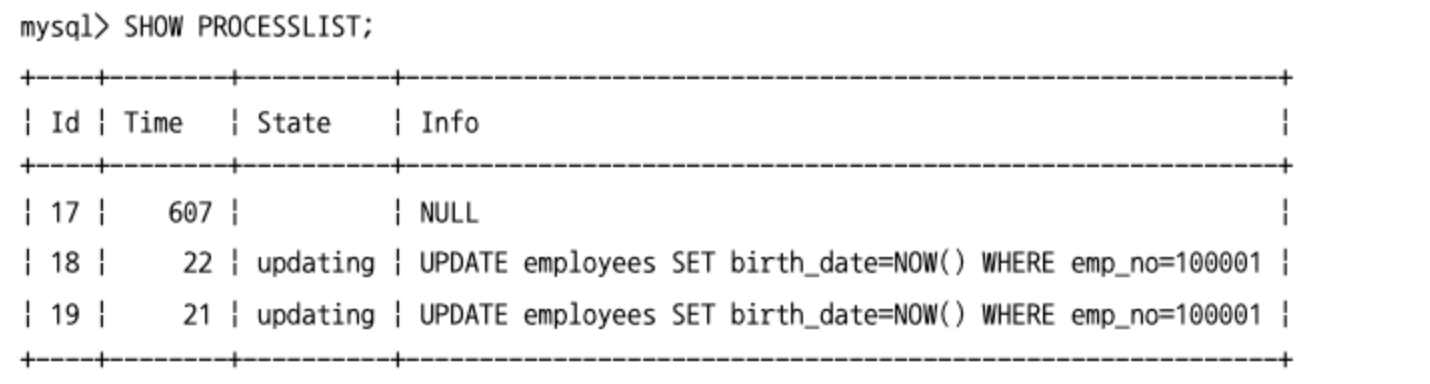 mysql> SHOW PROCESSLIST;
+----+--------+----------+-----------------------------------------------------------+
¦ Id ¦ Time   ¦ State    ¦ Info                                                      ¦
+----+--------+----------+-----------------------------------------------------------+
¦ 17 ¦    607 ¦          ¦ NULL                                                      ¦
¦ 18 ¦     22 ¦ updating ¦ UPDATE employees SET birth_date=NOW() WHERE emp_no=100001 ¦
¦ 19 ¦     21 ¦ updating ¦ UPDATE employees SET birth_date=NOW() WHERE emp_no=100001 ¦
+----+--------+----------+-----------------------------------------------------------+